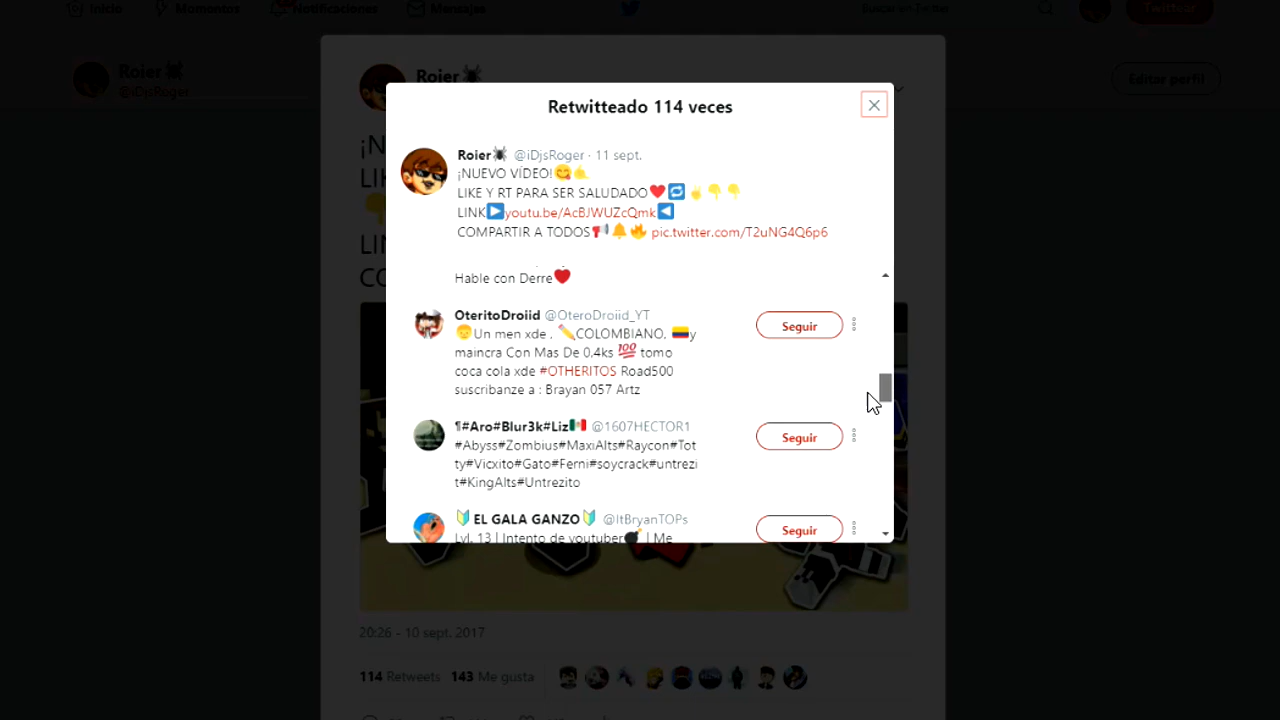 Inicio Momentos Notificaciones Mensajes Buscar en Twitter Twittear
Roier
@iDjsRoger
Roier
Editar perfil
Retwitteado 114 veces
Roier @iDjsRoger · 11 sept.
¡NUEVO VÍDEO!😋🤙
LIKE Y RT PARA SER SALUDADO❤🔁✌👇👇
LINK▶youtu.be/AcBJWUZcQmk◀
COMPARTIR A TODOS📢🔔🔥 pic.twitter.com/T2uNG4Q6p6
Hable con Derre❤
OteritoDroiid @OteroDroiid_YT
Un men xde . ✏COLOMBIANO. 🇨🇴y
maincra Con Mas De 0.4ks 💯 tomo
coca cola xde #OTHERITOS Road500
suscribanze a : Brayan 057 Artz
Seguir
¶#Aro#Blur3k#Liz🇲🇽 @1607HECTOR1
#Abyss#Zombius#MaxiAlts#Raycon#Tot
ty#Vicxito#Gato#Ferni#soycrack#untrezi
t#KingAlts#Untrezito
Seguir
🔰EL GALA GANZO🔰 @ItBryanTOPs
Lvl. 13 | Intento de youtuber💣 | Me
Seguir
20:26 - 10 sept. 2017
114 Retweets 143 Me gusta